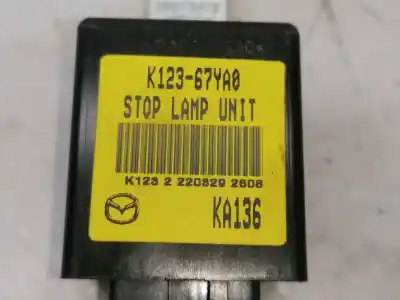 K123-67YA0
STOP LAMP UNIT
K123 2 220329 2608
KA136